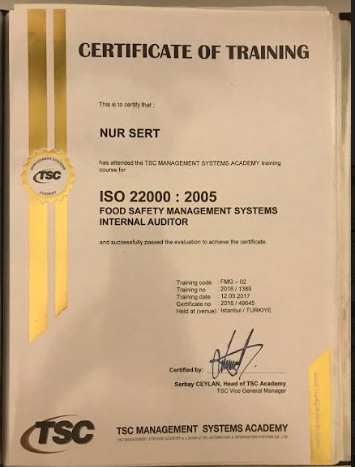 CERTIFICATE OF TRAINING
This is to certify that :
NUR SERT
has attended the TSC MANAGEMENT SYSTEMS ACADEMY training
course for
TSC
ACADEMY
ISO 22000 : 2005
FOOD SAFETY MANAGEMENT SYSTEMS
INTERNAL AUDITOR
and successfully passed the evaluation to achieve the certificate.
Training code : FMG – 02
Training no : 2016 / 1389
Training date : 12.03.2017
Certificate no : 2016 / 49645
Held at (venue) : Istanbul / TURKIYE
Certified by:
Serbay CEYLAN, Head of TSC Academy
TSC Vice General Manager
TSC
TSC MANAGEMENT SYSTEMS ACADEMY